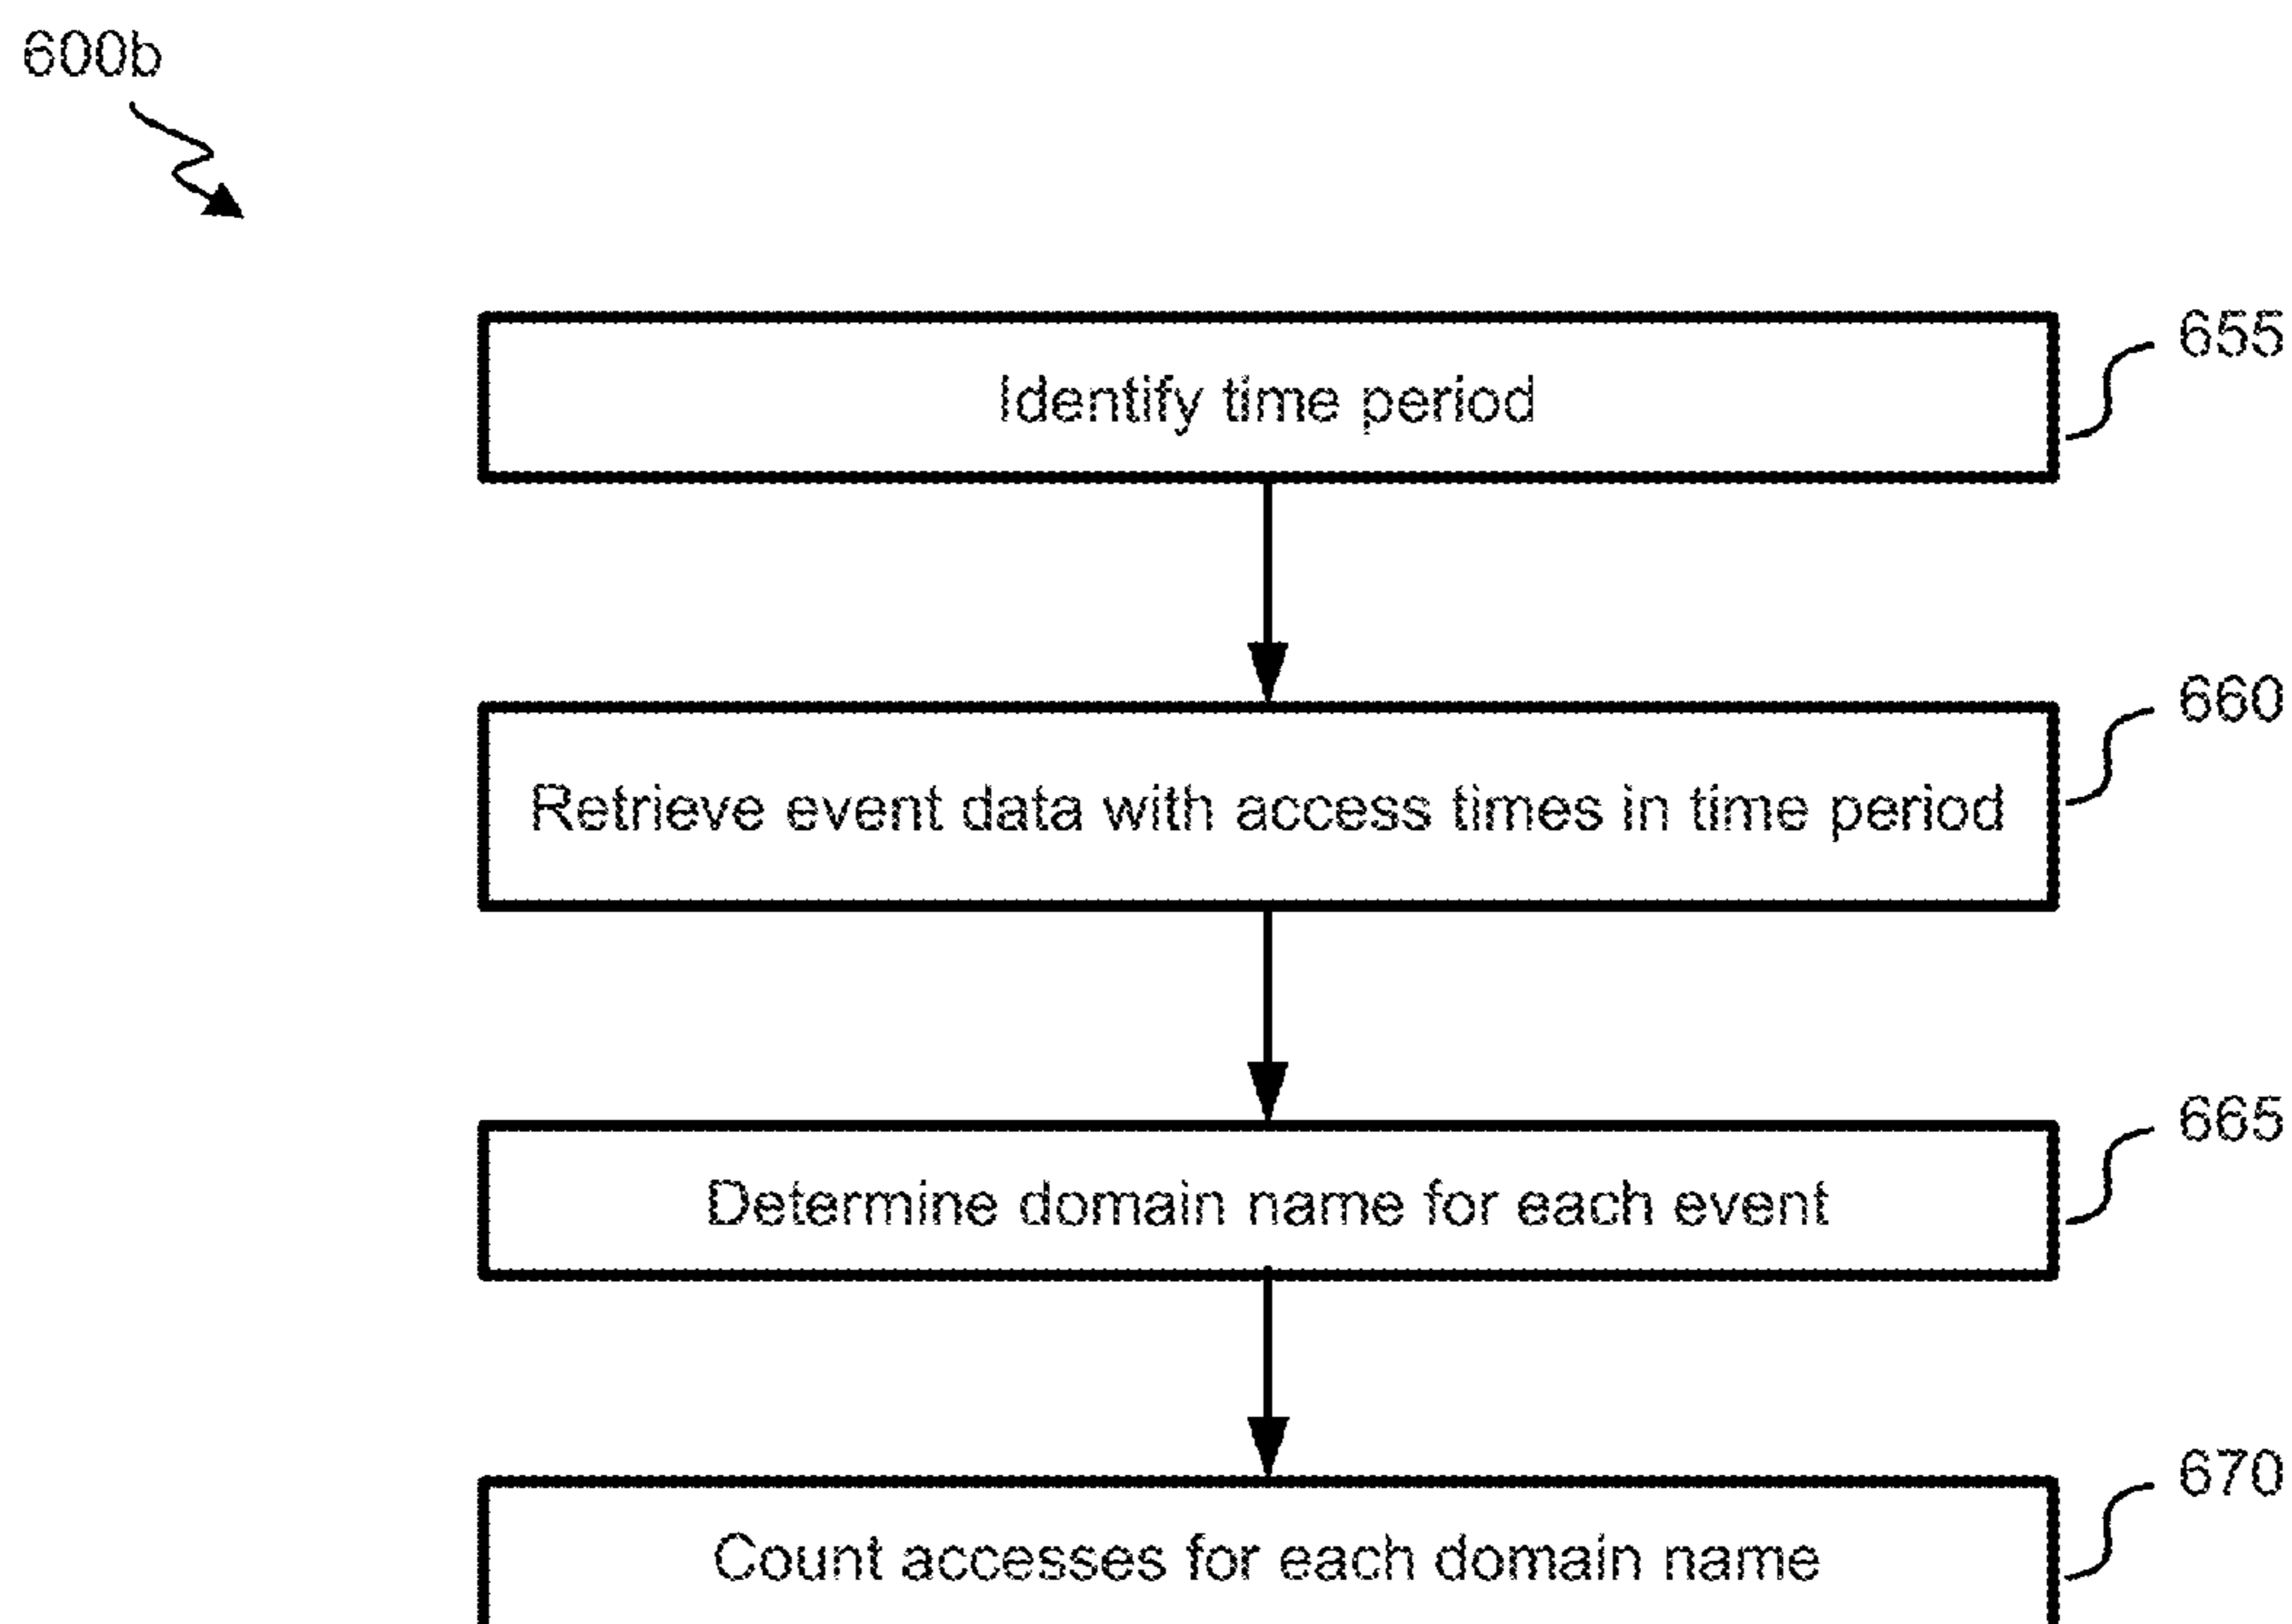 600b
655
Identify time period
660
Retrieve event data with access times in time period
665
Determine domain name for each event
670
Count accesses for each domain name